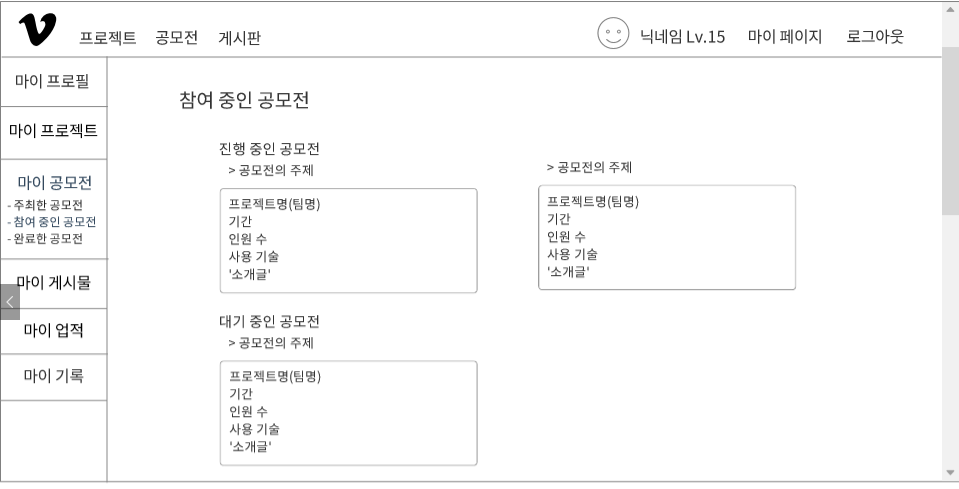 프로젝트 공모전 게시판 닉네임 Lv.15 마이 페이지 로그아웃
마이 프로필
마이 프로젝트
마이 공모전
- 주최한 공모전
- 참여 중인 공모전
- 완료한 공모전
마이 게시물
마이 업적
마이 기록
참여 중인 공모전
진행 중인 공모전
> 공모전의 주제
프로젝트명(팀명)
기간
인원 수
사용 기술
'소개글'
> 공모전의 주제
프로젝트명(팀명)
기간
인원 수
사용 기술
'소개글'
대기 중인 공모전
> 공모전의 주제
프로젝트명(팀명)
기간
인원 수
사용 기술
'소개글'